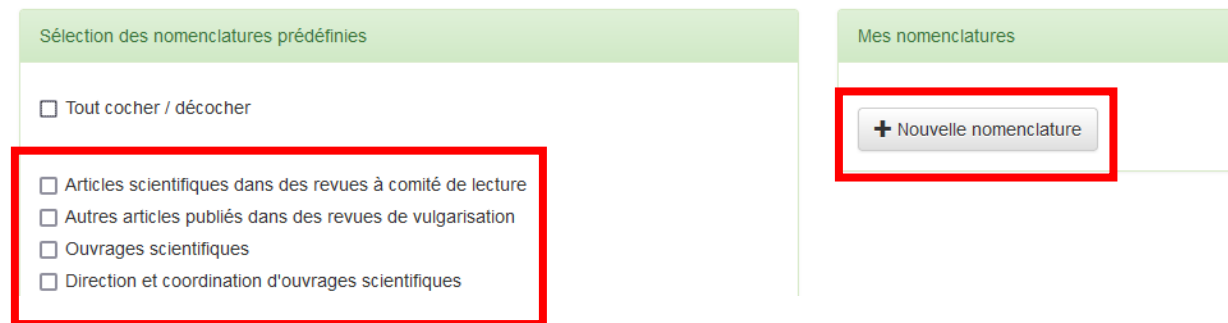 Sélection des nomenclatures prédéfinies
Tout cocher / décocher
Articles scientifiques dans des revues à comité de lecture
Autres articles publiés dans des revues de vulgarisation
Ouvrages scientifiques
Direction et coordination d'ouvrages scientifiques
Mes nomenclatures
+ Nouvelle nomenclature